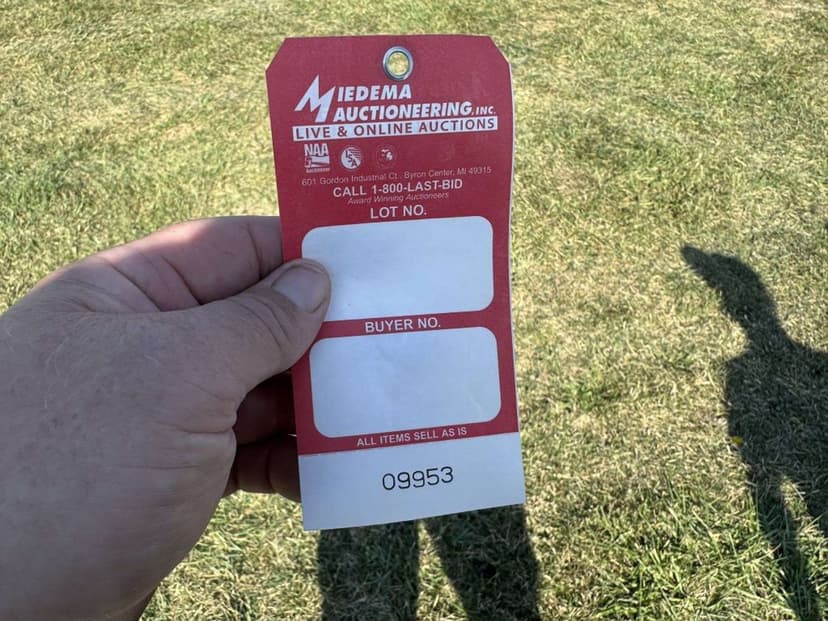 MIEDEMA
AUCTIONEERING, INC.
LIVE & ONLINE AUCTIONS
NAA
601 Gordon Industrial Ct. Byron Center, MI 49315
CALL 1-800-LAST-BID
Award Winning Auctioneers
LOT NO.
BUYER NO.
ALL ITEMS SELL AS IS
09953